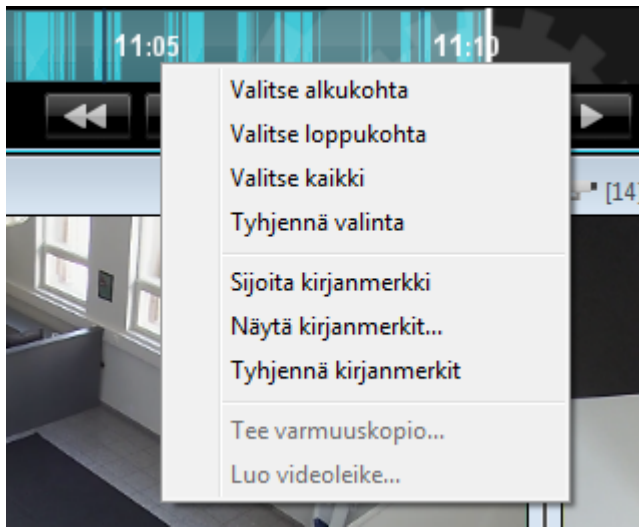 11:05 11:10
Valitse alkukohta
Valitse loppukohta
Valitse kaikki
Tyhjennä valinta
[14]
Sijoita kirjanmerkki
Näytä kirjanmerkit...
Tyhjennä kirjanmerkit
Tee varmuuskopio...
Luo videoleike...